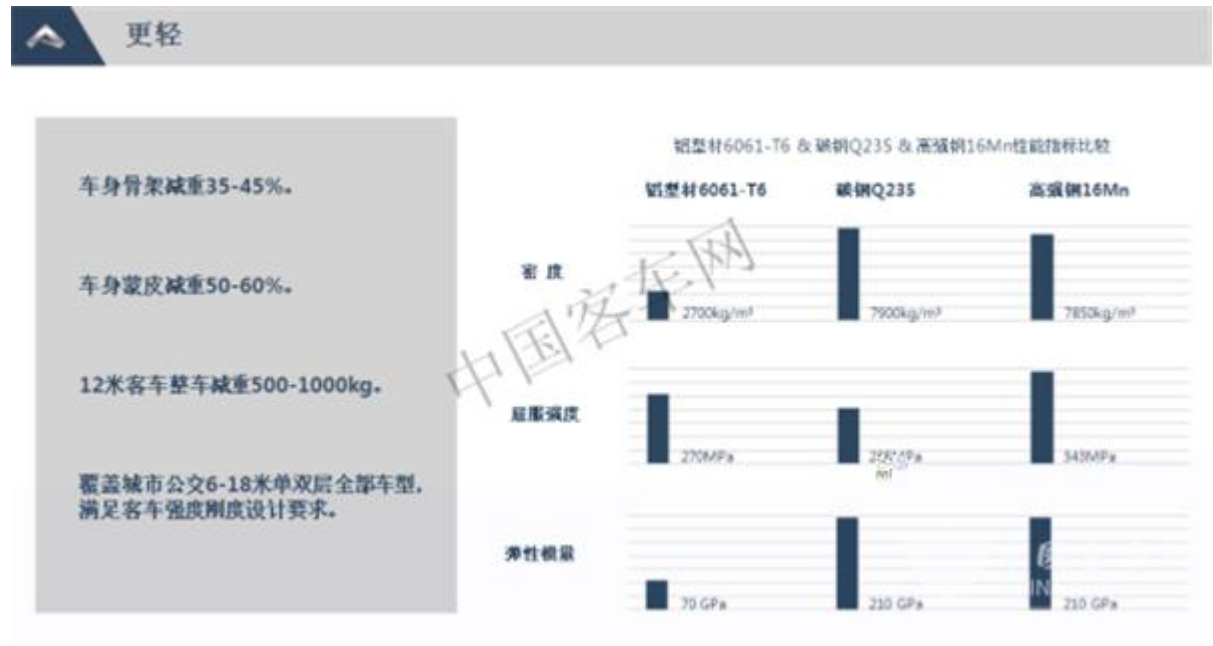 更轻
车身骨架减重35-45%。
车身蒙皮减重50-60%。
12米客车整车减重500-1000kg。
覆盖城市公交6-18米单双层全部车型，
满足客车强度刚度设计要求。
铝型材6061-T6 & 碳钢Q235 & 高强钢16Mn性能指标比较
铝型材6061-T6 碳钢Q235 高强钢16Mn
密 度
2700kg/m³ 7900kg/m³ 7850kg/m³
屈服强度
270MPa 343MPa
弹性模量
70 GPa 210 GPa 210 GPa
中国客车网